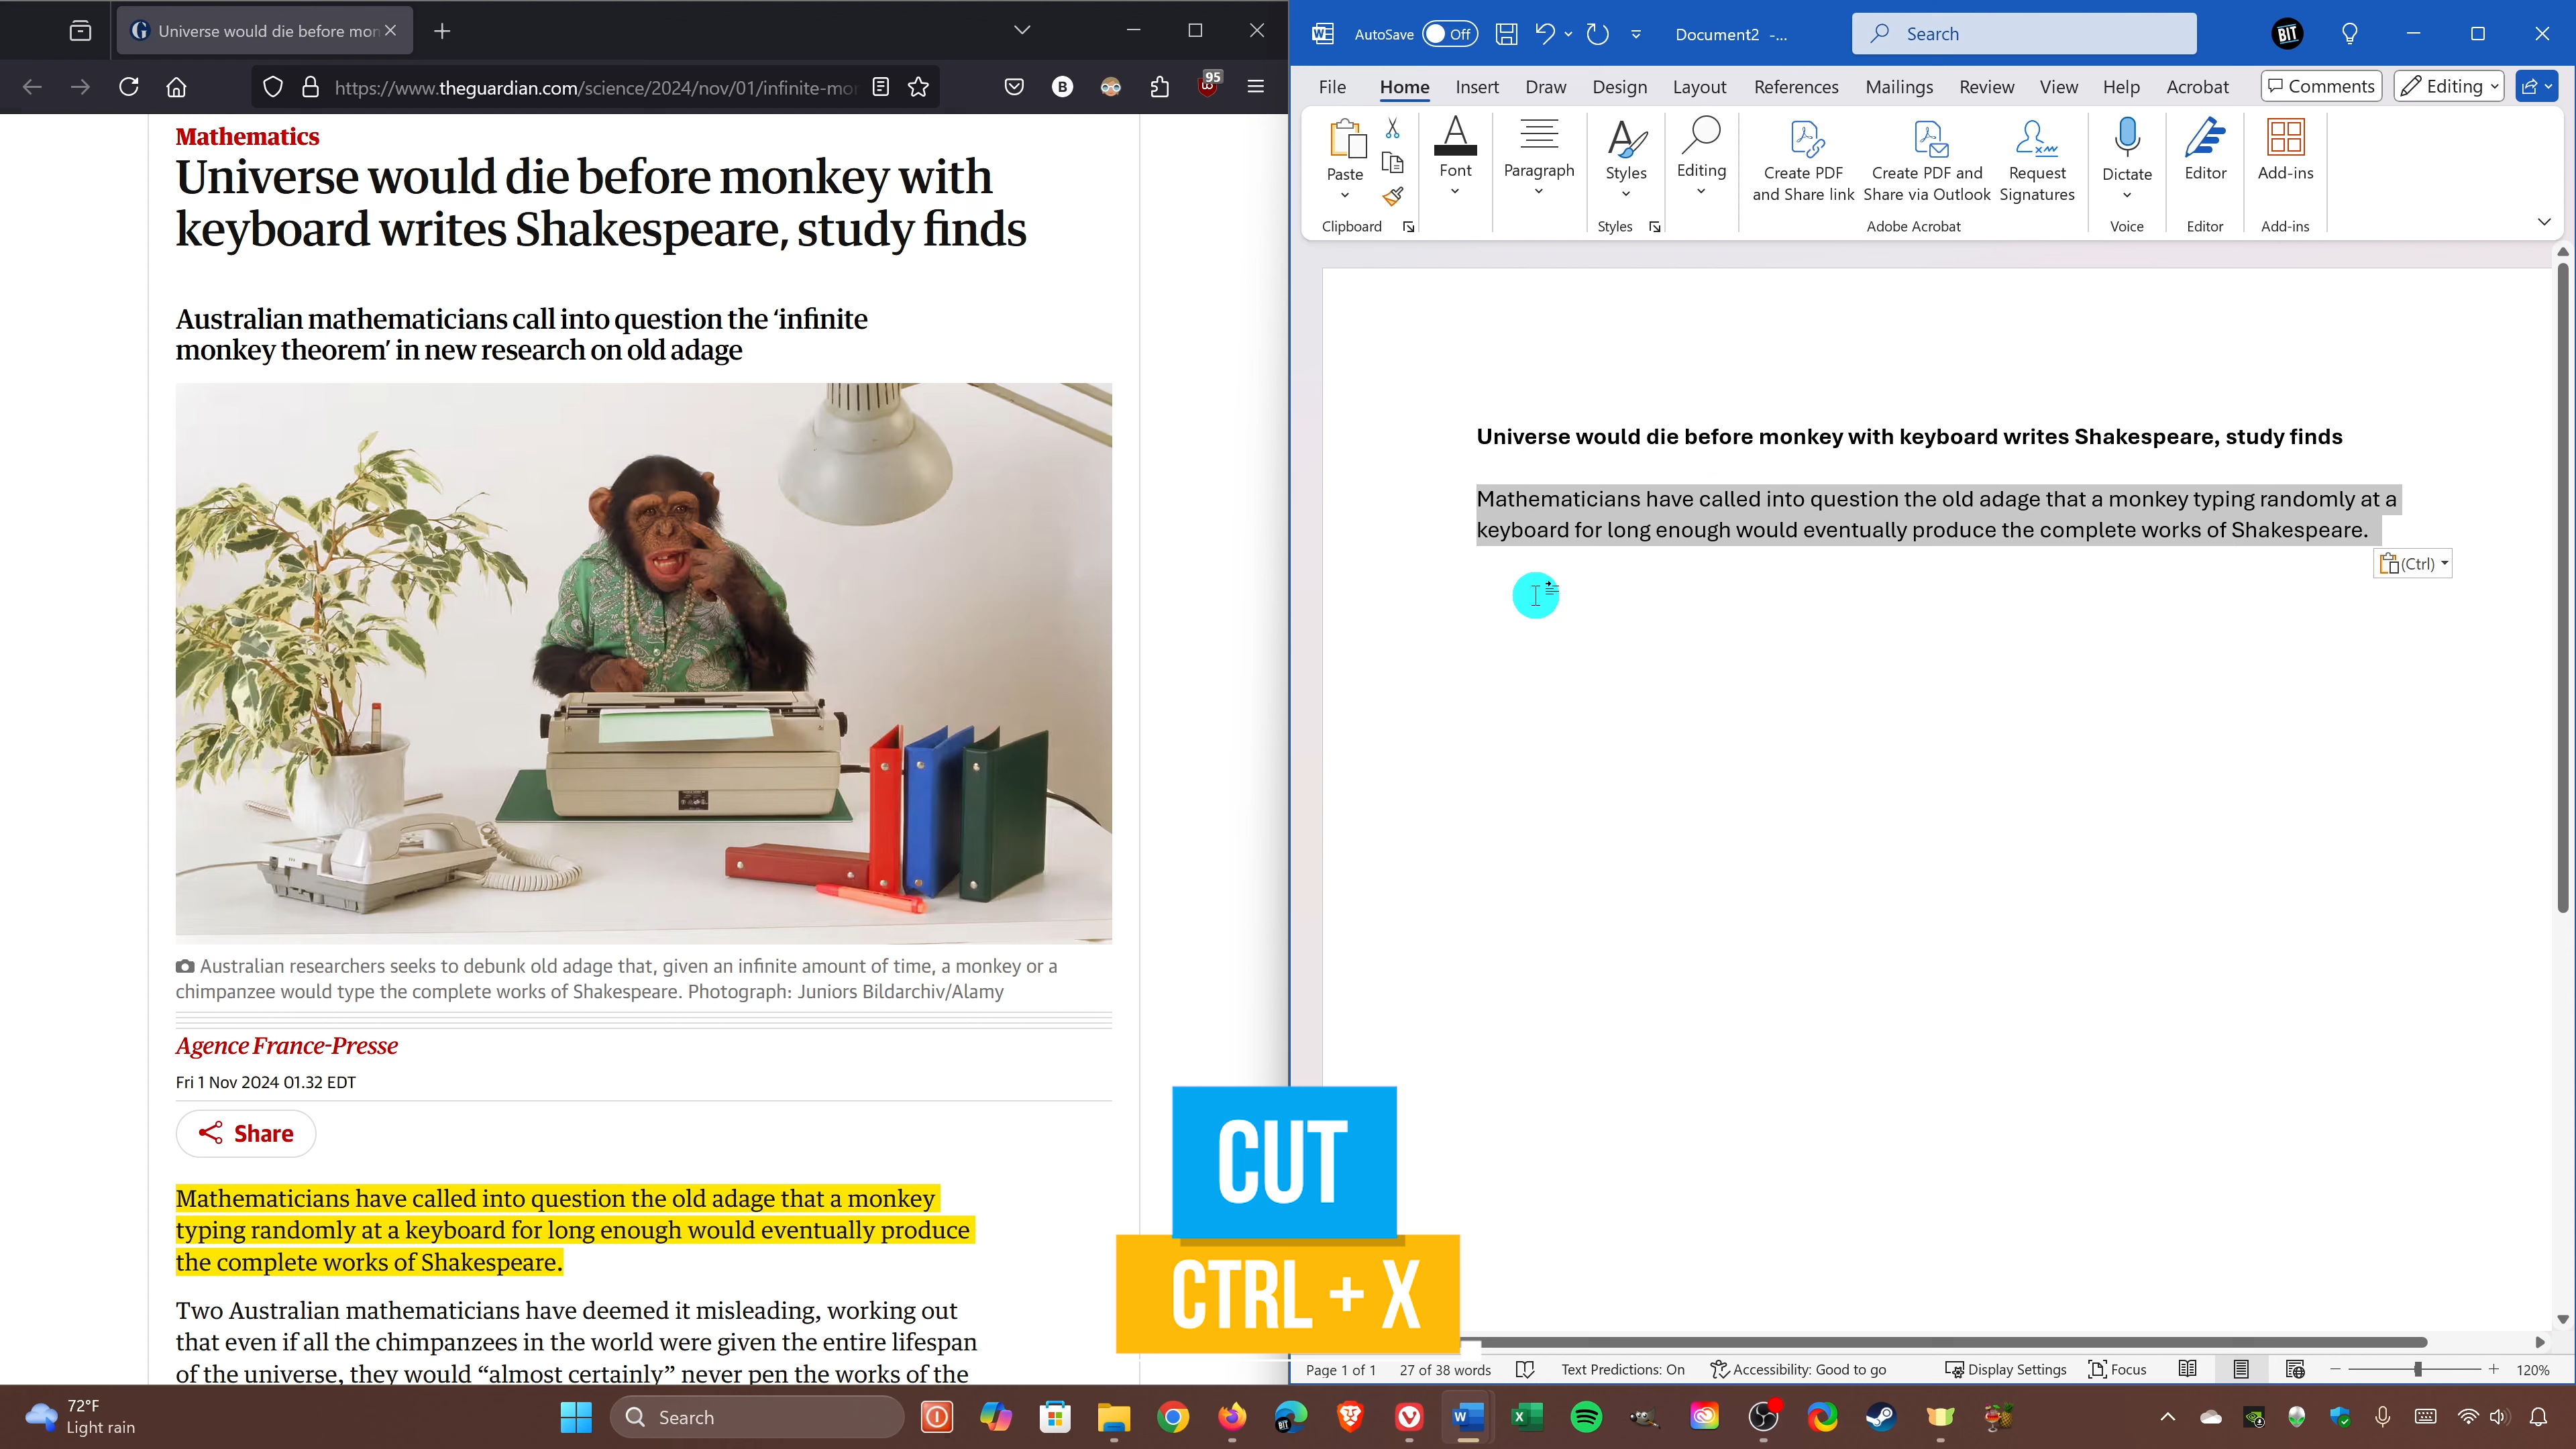 Universe would die before mon
https://www.theguardian.com/science/2024/nov/01/infinite-mo
B
95
Mathematics
Universe would die before monkey with
keyboard writes Shakespeare, study finds
Australian mathematicians call into question the ‘infinite
monkey theorem’ in new research on old adage
Australian researchers seeks to debunk old adage that, given an infinite amount of time, a monkey or a
chimpanzee would type the complete works of Shakespeare. Photograph: Juniors Bildarchiv/Alamy
Agence France-Presse
Fri 1 Nov 2024 01.32 EDT
Share
Mathematicians have called into question the old adage that a monkey
typing randomly at a keyboard for long enough would eventually produce
the complete works of Shakespeare.
Two Australian mathematicians have deemed it misleading, working out
that even if all the chimpanzees in the world were given the entire lifespan
of the universe, they would “almost certainly” never pen the works of the
AutoSave Off Document2 -... Search BIT
File Home Insert Draw Design Layout References Mailings Review View Help Acrobat Comments Editing
Paste Font Paragraph Styles Editing Create PDF and Share link Create PDF and Share via Outlook Request Signatures Dictate Editor Add-ins
Clipboard Styles Adobe Acrobat Voice Editor Add-ins
Universe would die before monkey with keyboard writes Shakespeare, study finds
Mathematicians have called into question the old adage that a monkey typing randomly at a
keyboard for long enough would eventually produce the complete works of Shakespeare.
(Ctrl)
CUT
CTRL + X
Page 1 of 1 27 of 38 words Text Predictions: On Accessibility: Good to go Display Settings Focus 120%
72°F
Light rain
Search